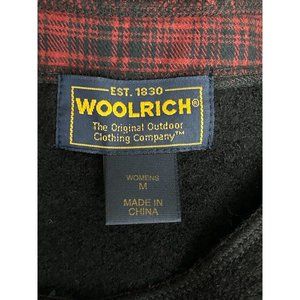 EST. 1830
WOOLRICH®
The Original Outdoor
Clothing Company™
WOMENS
M
MADE IN
CHINA